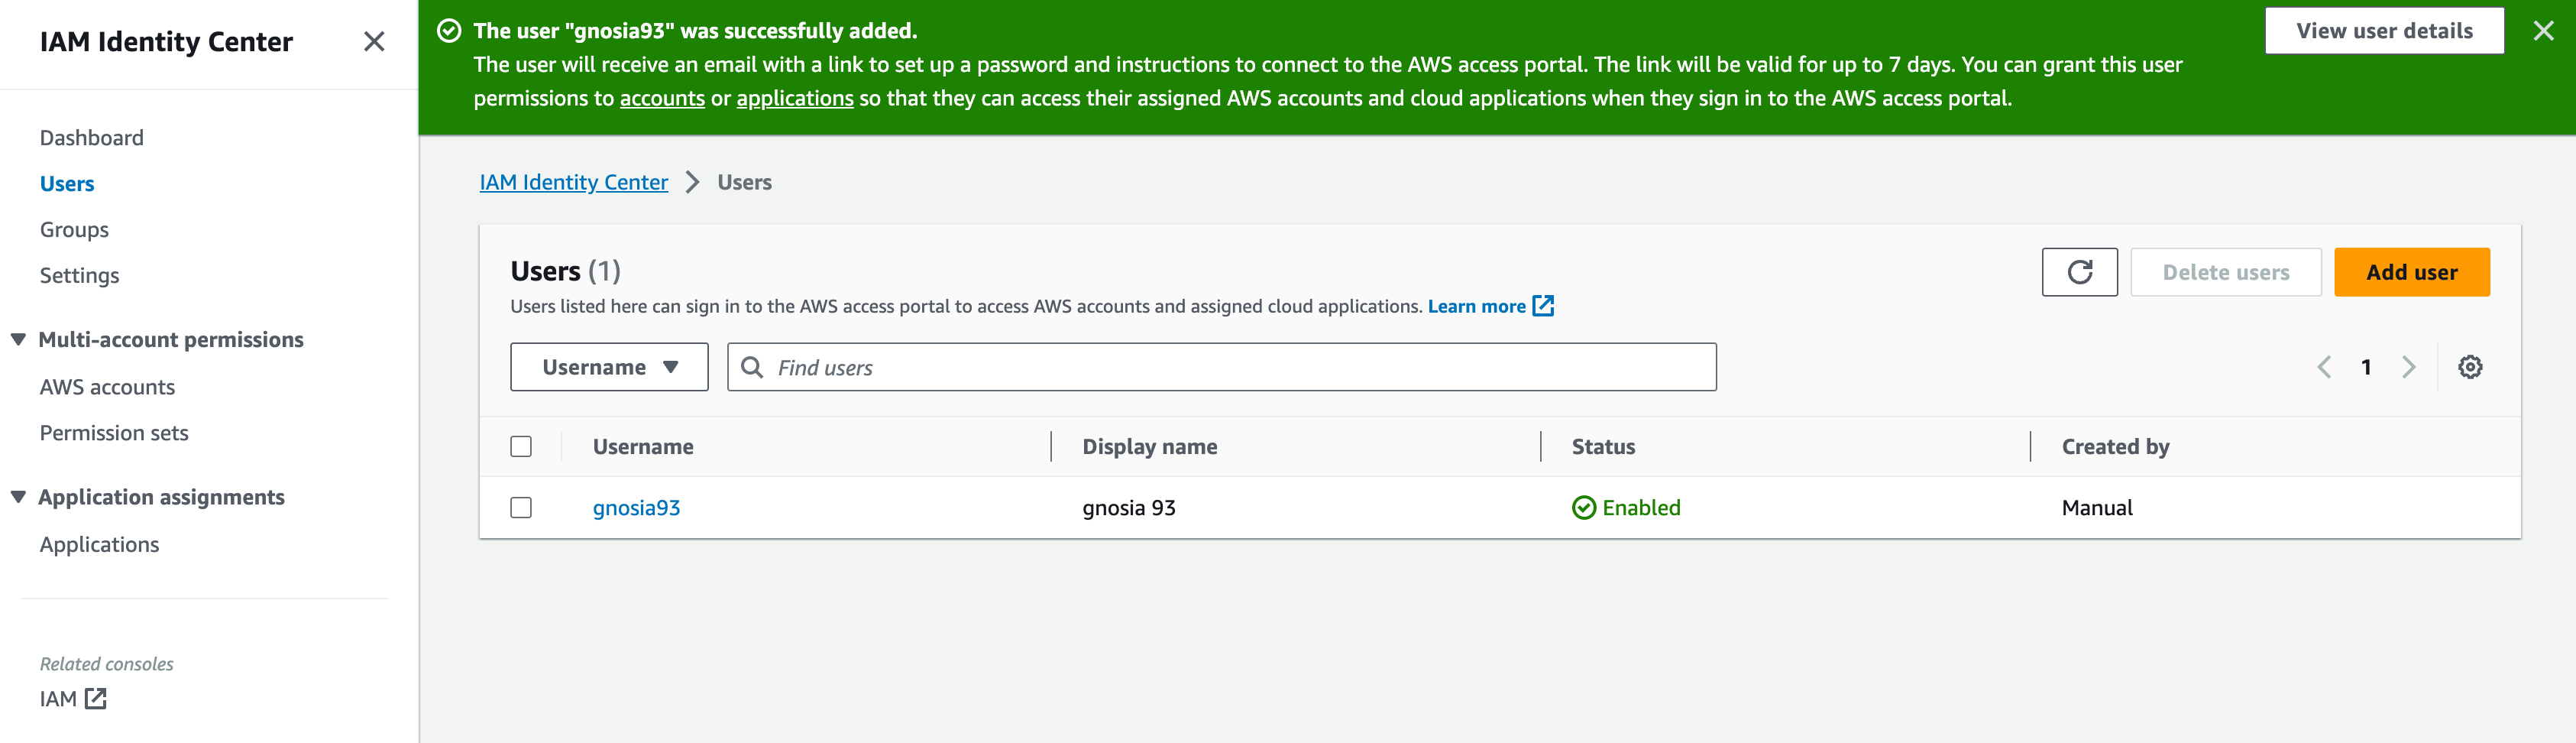 IAM Identity Center
Dashboard
Users
Groups
Settings
Multi-account permissions
AWS accounts
Permission sets
Application assignments
Applications
Related consoles
IAM
The user "gnosia93" was successfully added.
The user will receive an email with a link to set up a password and instructions to connect to the AWS access portal. The link will be valid for up to 7 days. You can grant this user
permissions to accounts or applications so that they can access their assigned AWS accounts and cloud applications when they sign in to the AWS access portal.
View user details
IAM Identity Center > Users
Users (1)
Users listed here can sign in to the AWS access portal to access AWS accounts and assigned cloud applications. Learn more
Delete users
Add user
Username
Find users
1
Username Display name Status Created by
gnosia93 gnosia 93 Enabled Manual